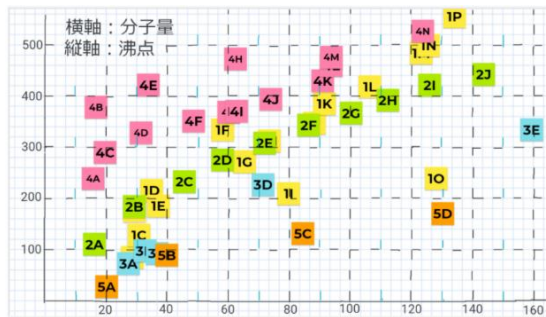 横軸：分子量
縦軸：沸点
4N
1P
500
1N
4H
4M
4K
2J
4E
1L
2I
400
4B
4J
1K
2H
4I
2G
4F
2F
1F
4D
3E
300
4C
2E
2D
1G
4A
2C
3D
1O
200
1D
1L
2B
1E
5D
1C
5C
2A
100
3A
5B
5A
0
20
40
60
80
100
120
140
160